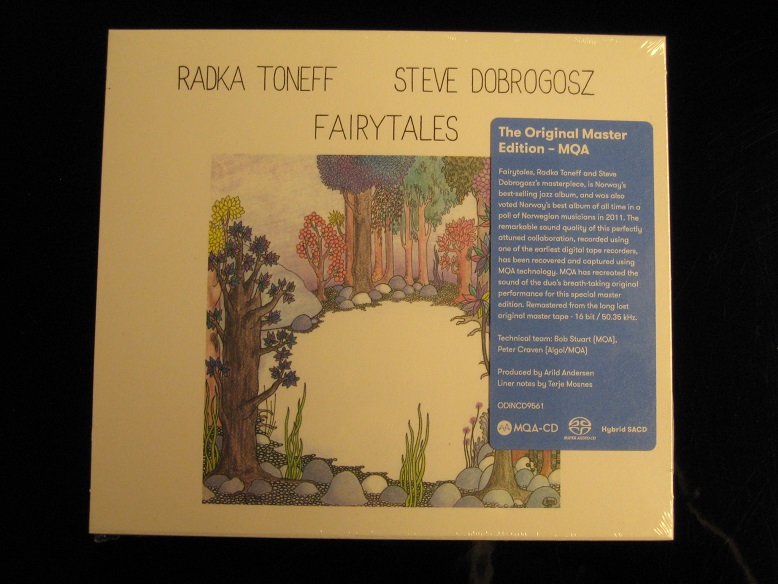 RADKA TONEFF STEVE DOBROGOSZ
FAIRYTALES
The Original Master
Edition – MQA
Fairytales, Radka Toneff and Steve
Dobrogosz's masterpiece, is Norway's
best-selling jazz album, and was also
voted Norway's best album of all time in a
poll of Norwegian musicians in 2011. The
remarkable sound quality of this perfectly
attuned collaboration, recorded using
one of the earliest digital tape recorders,
has been recovered and captured using
MQA technology. MQA has recreated the
sound of the duo's breath-taking original
performance for this special master
edition. Remastered from the long lost
original master tape - 16 bit / 50.35 kHz.
Technical team: Bob Stuart (MQA),
Peter Craven (Algol/MQA)
Produced by Arild Andersen
Liner notes by Terje Mosnes
ODINCD9561
MQA-CD
SUPER AUDIO CD
Hybrid SACD